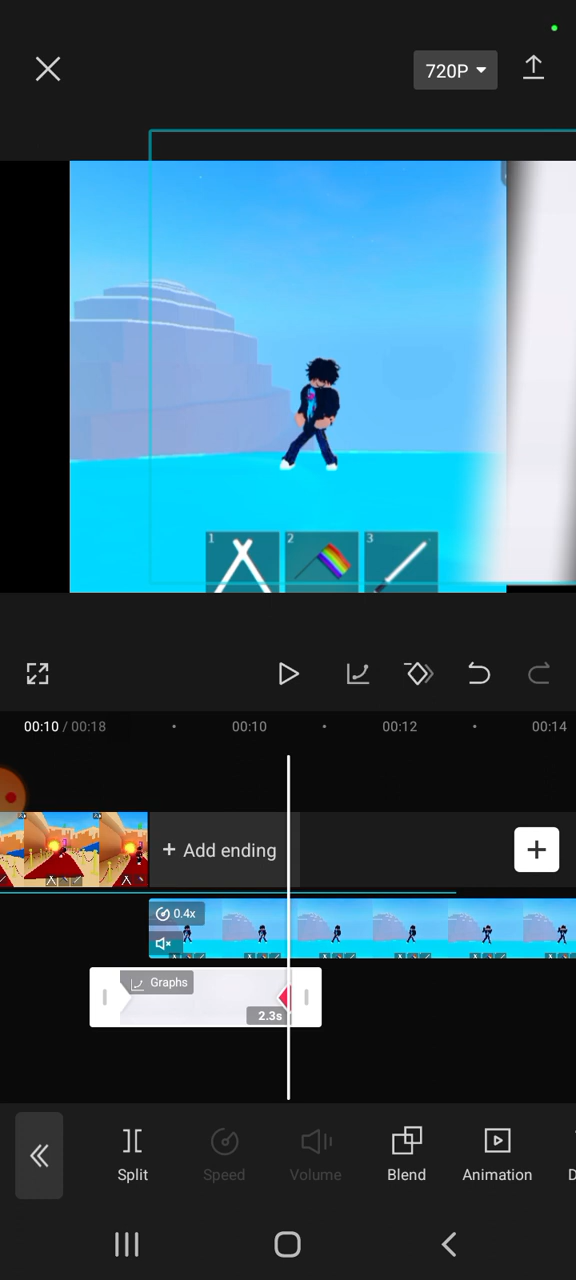 720P
1 2 3
00:10 / 00:18 00:10 00:12 00:14
+ Add ending
0.4x
Graphs
2.3s
Split Speed Volume Blend Animation D